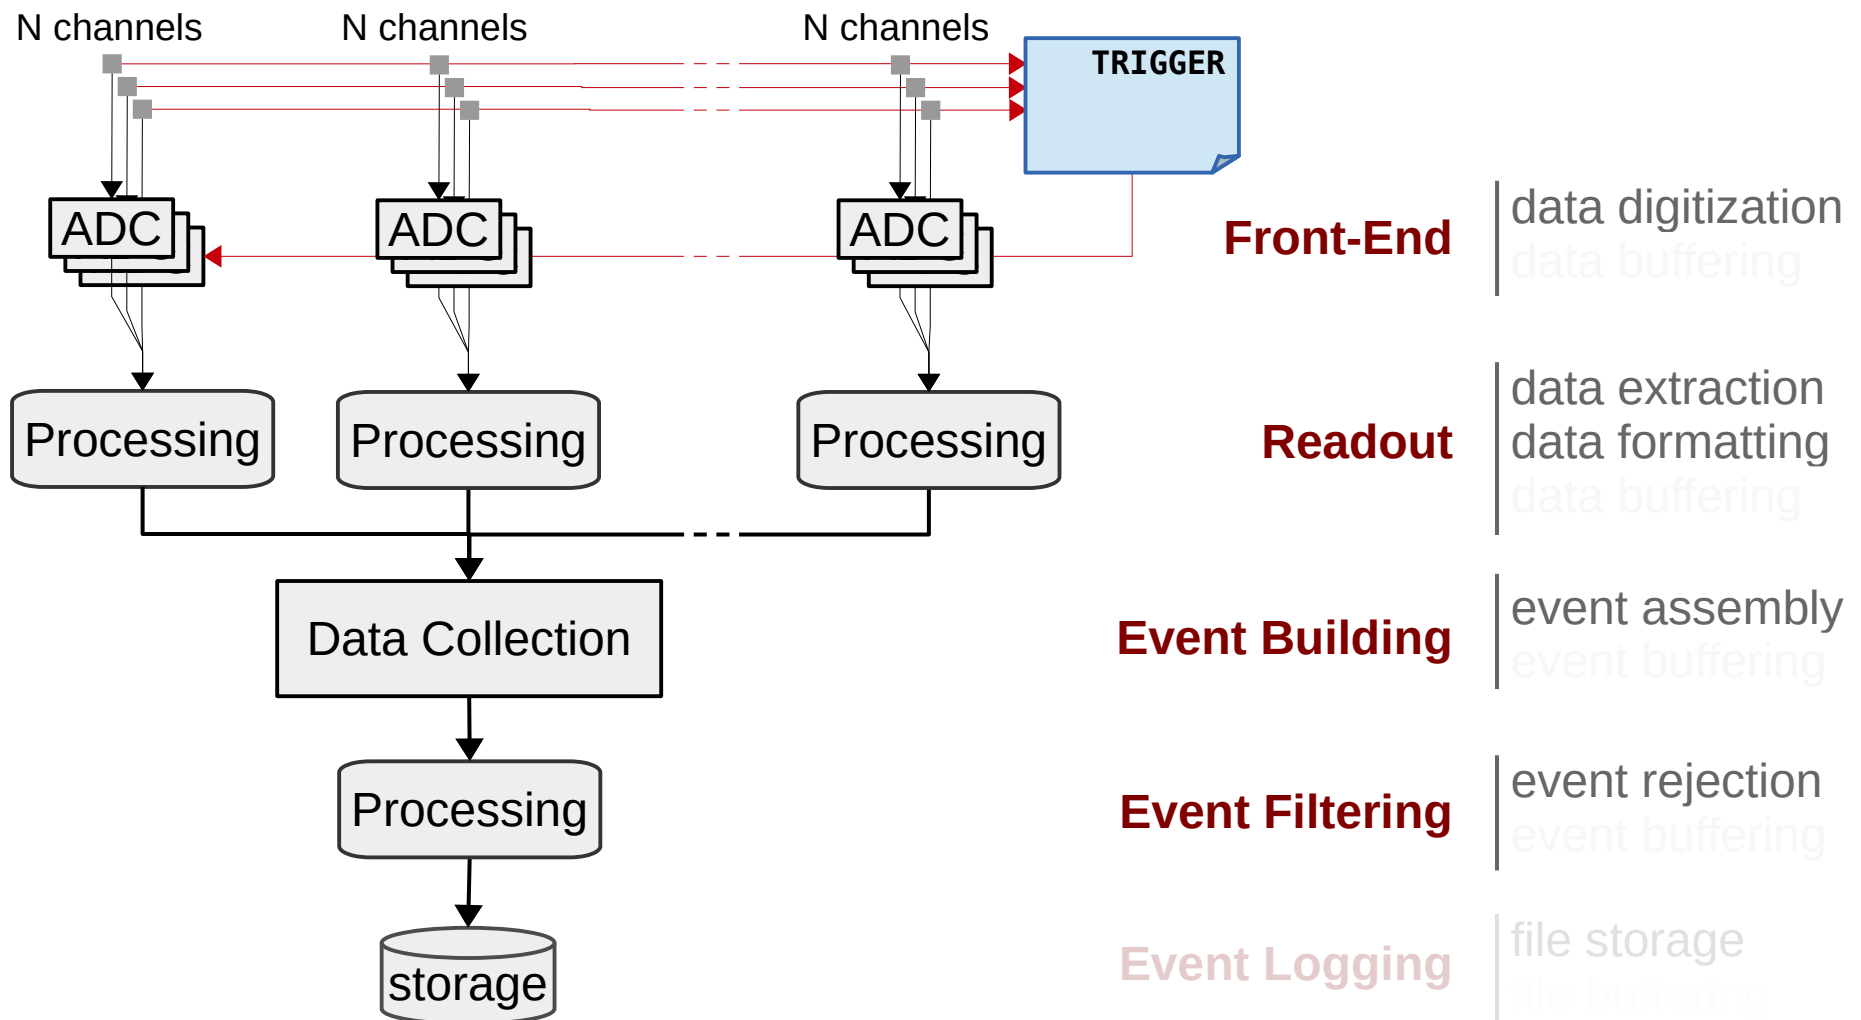 N channels
N channels
N channels
TRIGGER
ADC
ADC
ADC
Front-End
data digitization
data buffering
Processing
Processing
Processing
Readout
data extraction
data formatting
data buffering
Data Collection
Event Building
event assembly
event buffering
Processing
Event Filtering
event rejection
event buffering
storage
Event Logging
file storage
file buffering